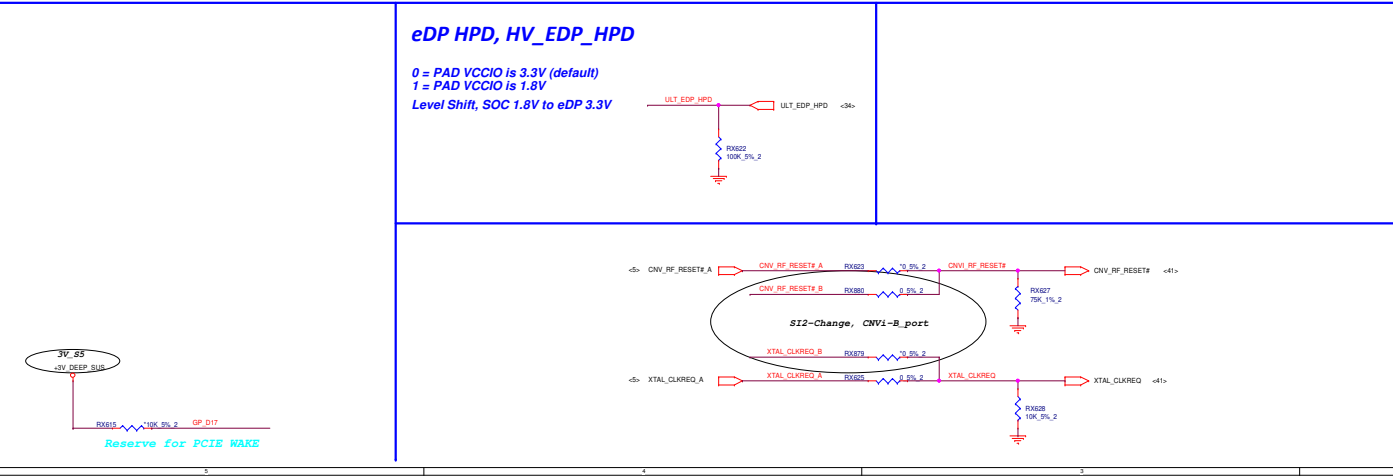 eDP HPD, HV_EDP_HPD
0 = PAD VCCIO is 3.3V (default)
1 = PAD VCCIO is 1.8V
Level Shift, SOC 1.8V to eDP 3.3V
ULT_EDP_HPD
ULT_EDP_HPD <34>
RX622
100K_5%_2
<5> CNV_RF_RESET#_A CNV_RF_RESET#_A RX623 *0_5%_2 CNVI_RF_RESET# CNV_RF_RESET# <41>
CNV_RF_RESET#_B RX880 0_5%_2
RX627
75K_1%_2
SI2-Change, CNVi-B_port
XTAL_CLKREQ_B RX879 *0_5%_2
<5> XTAL_CLKREQ_A XTAL_CLKREQ_A RX625 0_5%_2 XTAL_CLKREQ XTAL_CLKREQ <41>
RX628
10K_5%_2
3V_S5
+3V_DEEP_SUS
RX615 *10K_5%_2 GP_D17
Reserve for PCIE WAKE
5 4 3